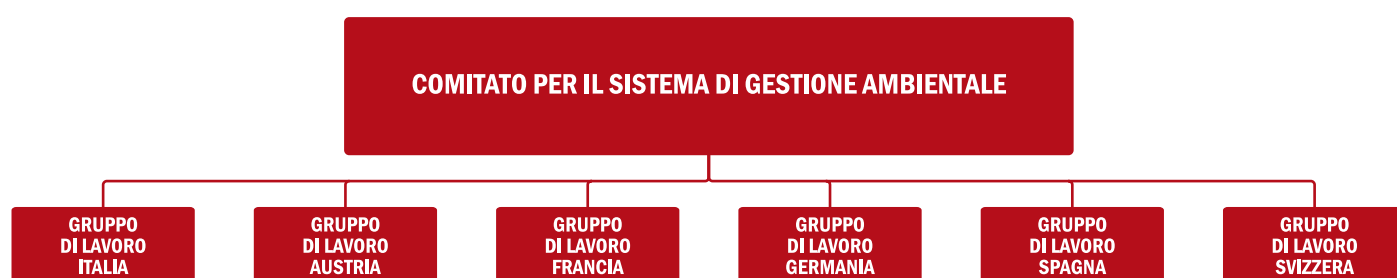 COMITATO PER IL SISTEMA DI GESTIONE AMBIENTALE
GRUPPO
DI LAVORO
ITALIA
GRUPPO
DI LAVORO
AUSTRIA
GRUPPO
DI LAVORO
FRANCIA
GRUPPO
DI LAVORO
GERMANIA
GRUPPO
DI LAVORO
SPAGNA
GRUPPO
DI LAVORO
SVIZZERA